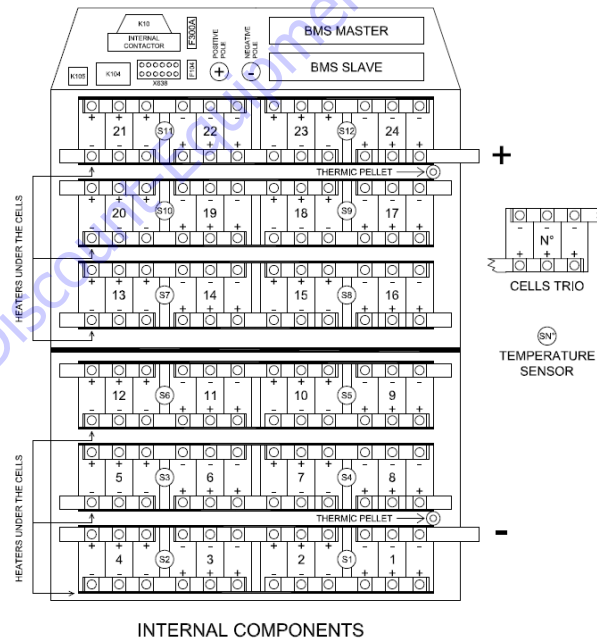 K10
INTERNAL
CONTACTOR
F300A
POSITIVE
POLE
NEGATIVE
POLE
+
-
BMS MASTER
BMS SLAVE
K105
K104
X038
F104
+ + + - - - + + + - - -
21 S11 22 23 S12 24
- - - + + + - - - + + +
+
THERMIC PELLET
- - - + + + - - - + + +
20 S10 19 18 S9 17
+ + + - - - + + + - - -
HEATERS UNDER THE CELLS
+ + + - - - + + + - - -
13 S7 14 15 S8 16
- - - + + + - - - + + +
- - -
N°
+ + +
CELLS TRIO
SN°
TEMPERATURE
SENSOR
+ + + - - - + + + - - -
12 S6 11 10 S5 9
- - - + + + - - - + + +
+ + + - - - + + + - - -
5 S3 6 7 S4 8
- - - + + + - - - + + +
HEATERS UNDER THE CELLS
THERMIC PELLET
-
+ + + - - - + + + - - -
4 S2 3 2 S1 1
- - - + + + - - - + + +
INTERNAL COMPONENTS
Discount-Equipment